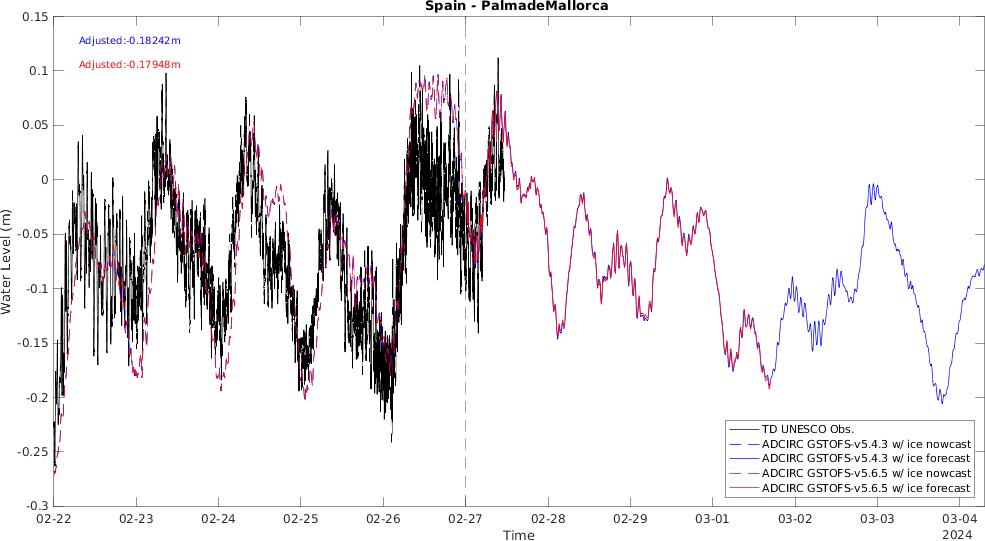 Spain - PalmadeMallorca
0.15
0.1
0.05
0
-0.05
-0.1
-0.15
-0.2
-0.25
-0.3
Water Level (m)
Adjusted:-0.18242m
Adjusted:-0.17948m
TD UNESCO Obs.
ADCIRC GSTOFS-v5.4.3 w/ ice nowcast
ADCIRC GSTOFS-v5.4.3 w/ ice forecast
ADCIRC GSTOFS-v5.6.5 w/ ice nowcast
ADCIRC GSTOFS-v5.6.5 w/ ice forecast
02-22 02-23 02-24 02-25 02-26 02-27 02-28 02-29 03-01 03-02 03-03 03-04
Time
2024